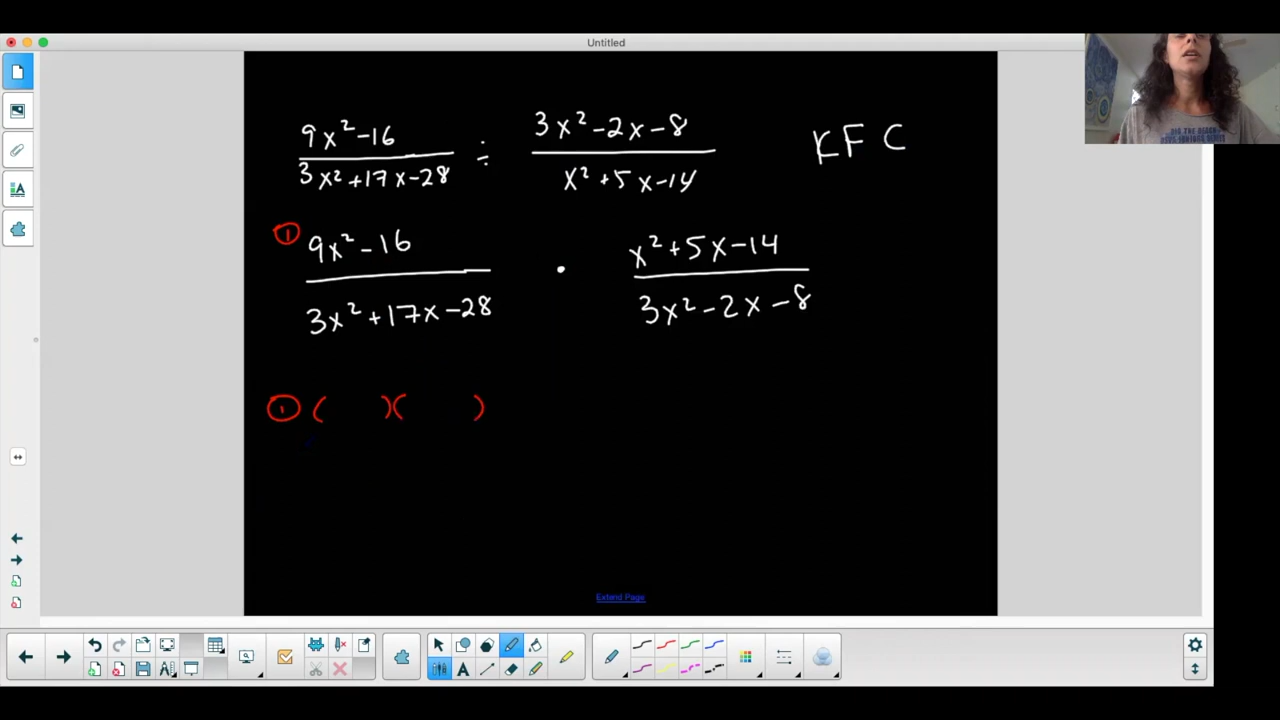 Untitled
9x² -16 / 3x² +17x -28 ÷ 3x² -2x -8 / x² +5x -14 KFC
① 9x² -16 / 3x² +17x -28 · x² +5x -14 / 3x² -2x -8
① ( )( )
Extend Page